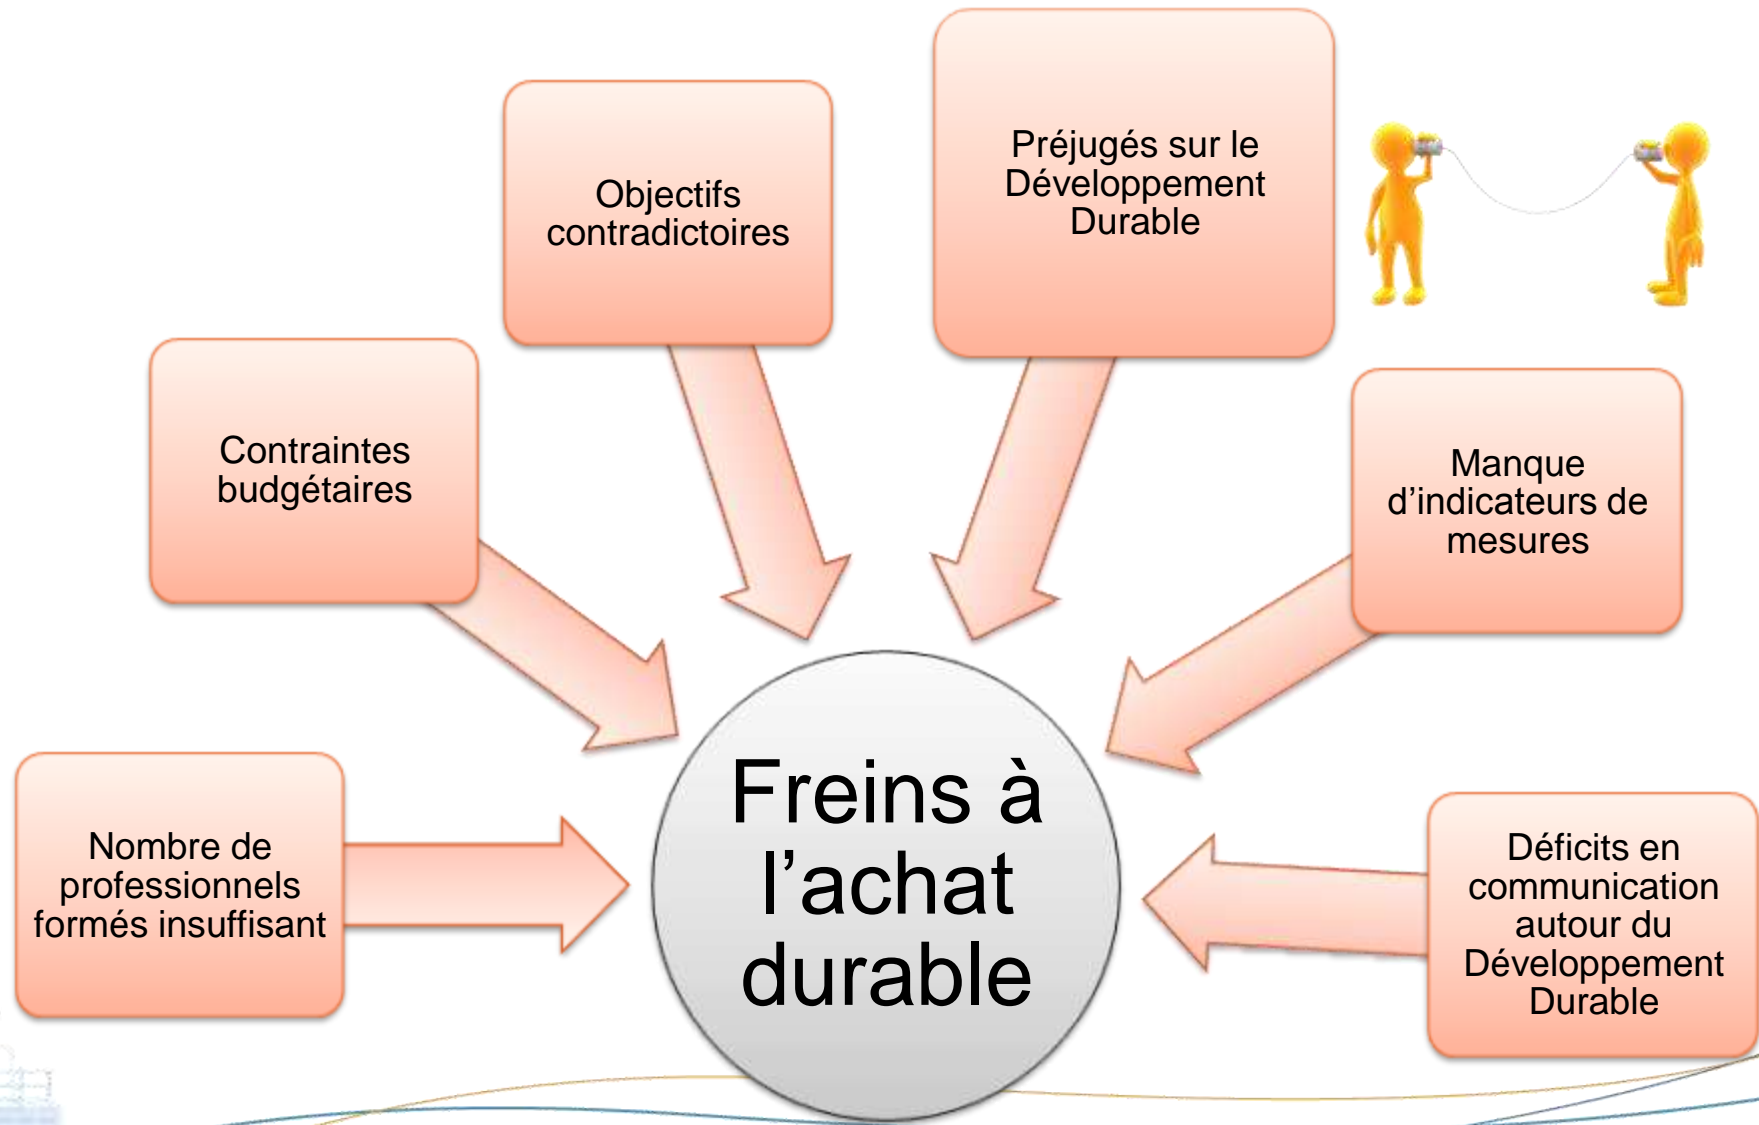 Préjugés sur le
Développement
Durable
Objectifs
contradictoires
Contraintes
budgétaires
Manque
d’indicateurs de
mesures
Nombre de
professionnels
formés insuffisant
Freins à
l’achat
durable
Déficits en
communication
autour du
Développement
Durable